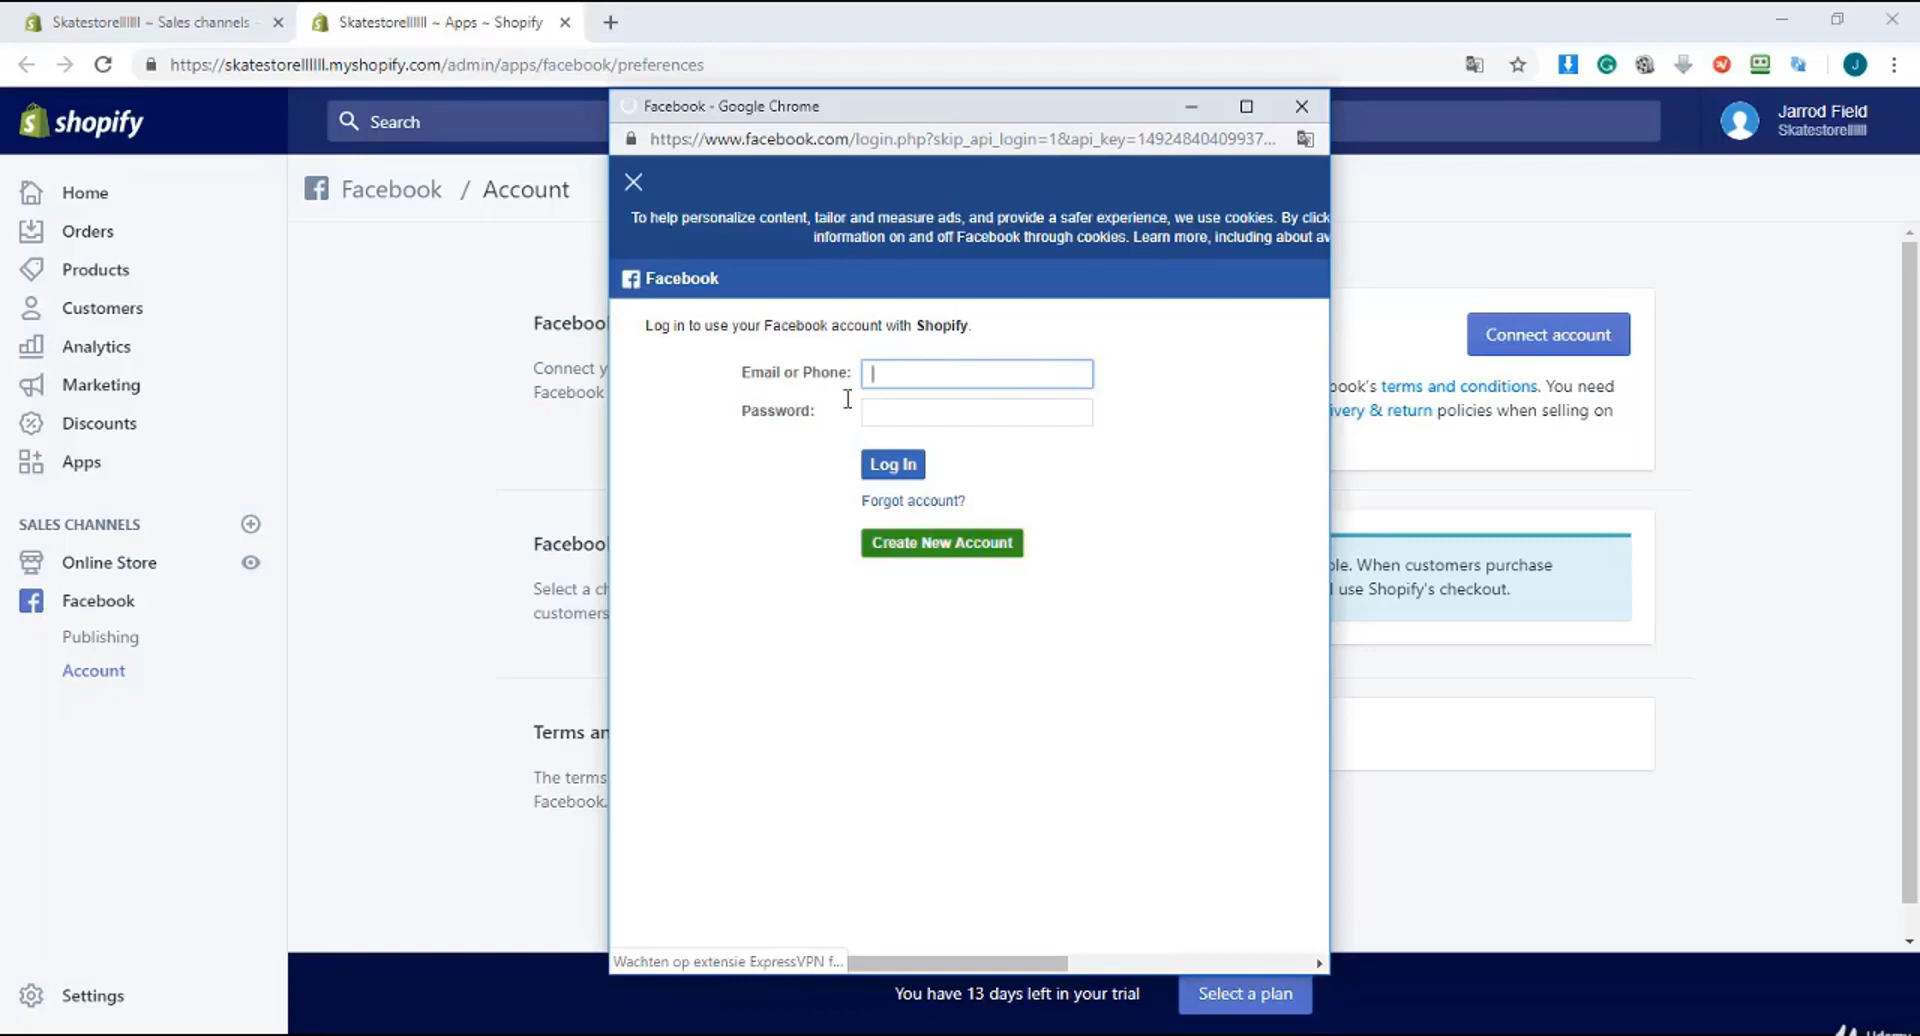 Skatestorellllll ~ Sales channels
Skatestorellllll ~ Apps ~ Shopify
https://skatestorellllll.myshopify.com/admin/apps/facebook/preferences
J
shopify
Search
Jarrod Field
Skatestorellllll
Facebook - Google Chrome
https://www.facebook.com/login.php?skip_api_login=1&api_key=14924840409937...
To help personalize content, tailor and measure ads, and provide a safer experience, we use cookies. By click
information on and off Facebook through cookies. Learn more, including about av
Facebook
Log in to use your Facebook account with Shopify.
Email or Phone:
Password:
Log In
Forgot account?
Create New Account
Wachten op extensie ExpressVPN f...
Home
Orders
Products
Customers
Analytics
Marketing
Discounts
Apps
SALES CHANNELS
Online Store
Facebook
Publishing
Account
Settings
Facebook / Account
Faceboo
Connect y
Facebook
Connect account
book's terms and conditions. You need
ivery & return policies when selling on
Faceboo
Select a ch
customers
ble. When customers purchase
use Shopify's checkout.
Terms an
The terms
Facebook.
You have 13 days left in your trial
Select a plan